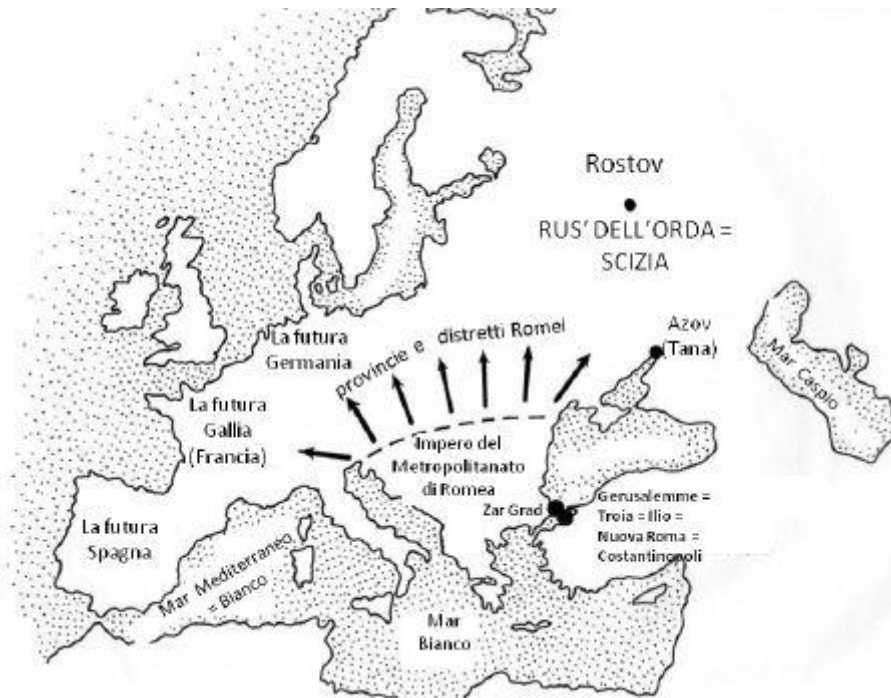 Rostov
RUS' DELL'ORDA =
SCIZIA
Azov
(Tana)
Mar Caspio
La futura
Germania
provincie e distretti Romei
La futura
Gallia
(Francia)
Impero del
Metropolitanato
di Romea
Zar Grad
Gerusalemme =
Troia = Ilio =
Nuova Roma =
Costantinopoli
La futura
Spagna
Mar Mediterraneo
= Bianco
Mar
Bianco